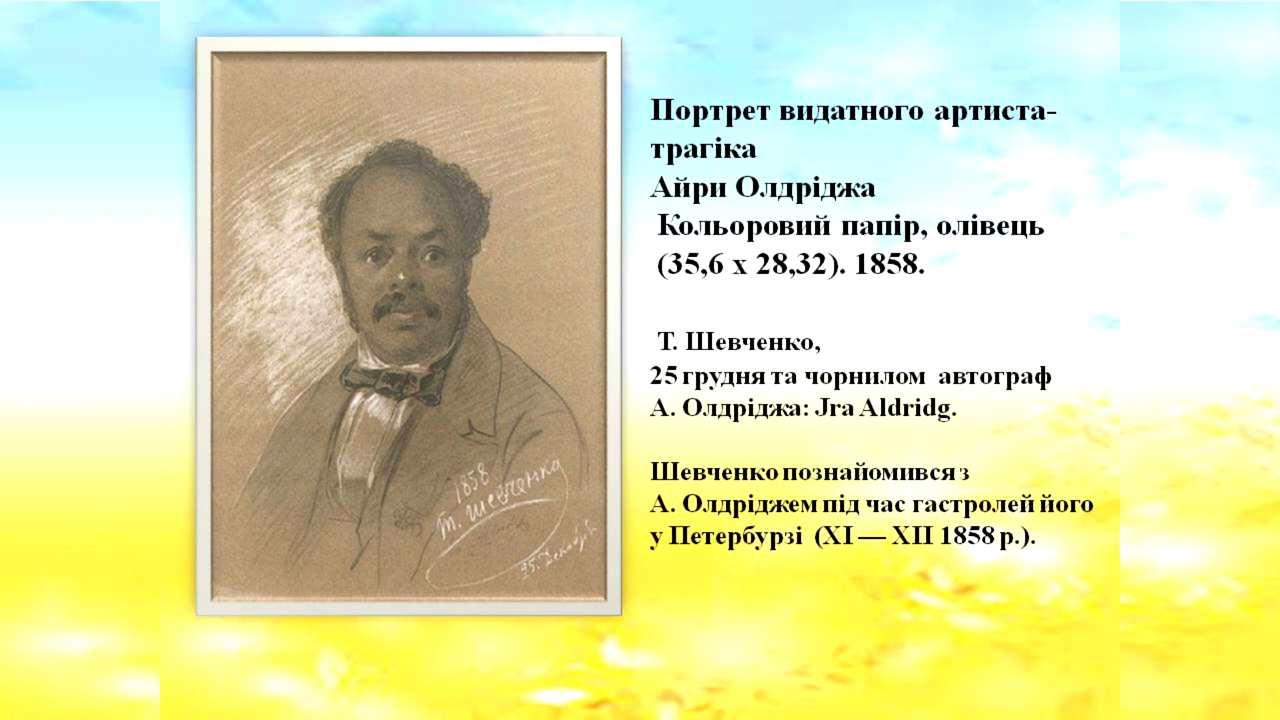 Портрет видатного артиста-
трагіка
Айри Олдріджа
Кольоровий папір, олівець
(35,6 x 28,32). 1858.
Т. Шевченко,
25 грудня та чорнилом автограф
А. Олдріджа: Jra Aldridg.
Шевченко познайомився з
А. Олдріджем під час гастролей його
у Петербурзі (XI — XII 1858 р.).
1858
Т. Шевченко
25. Декабр